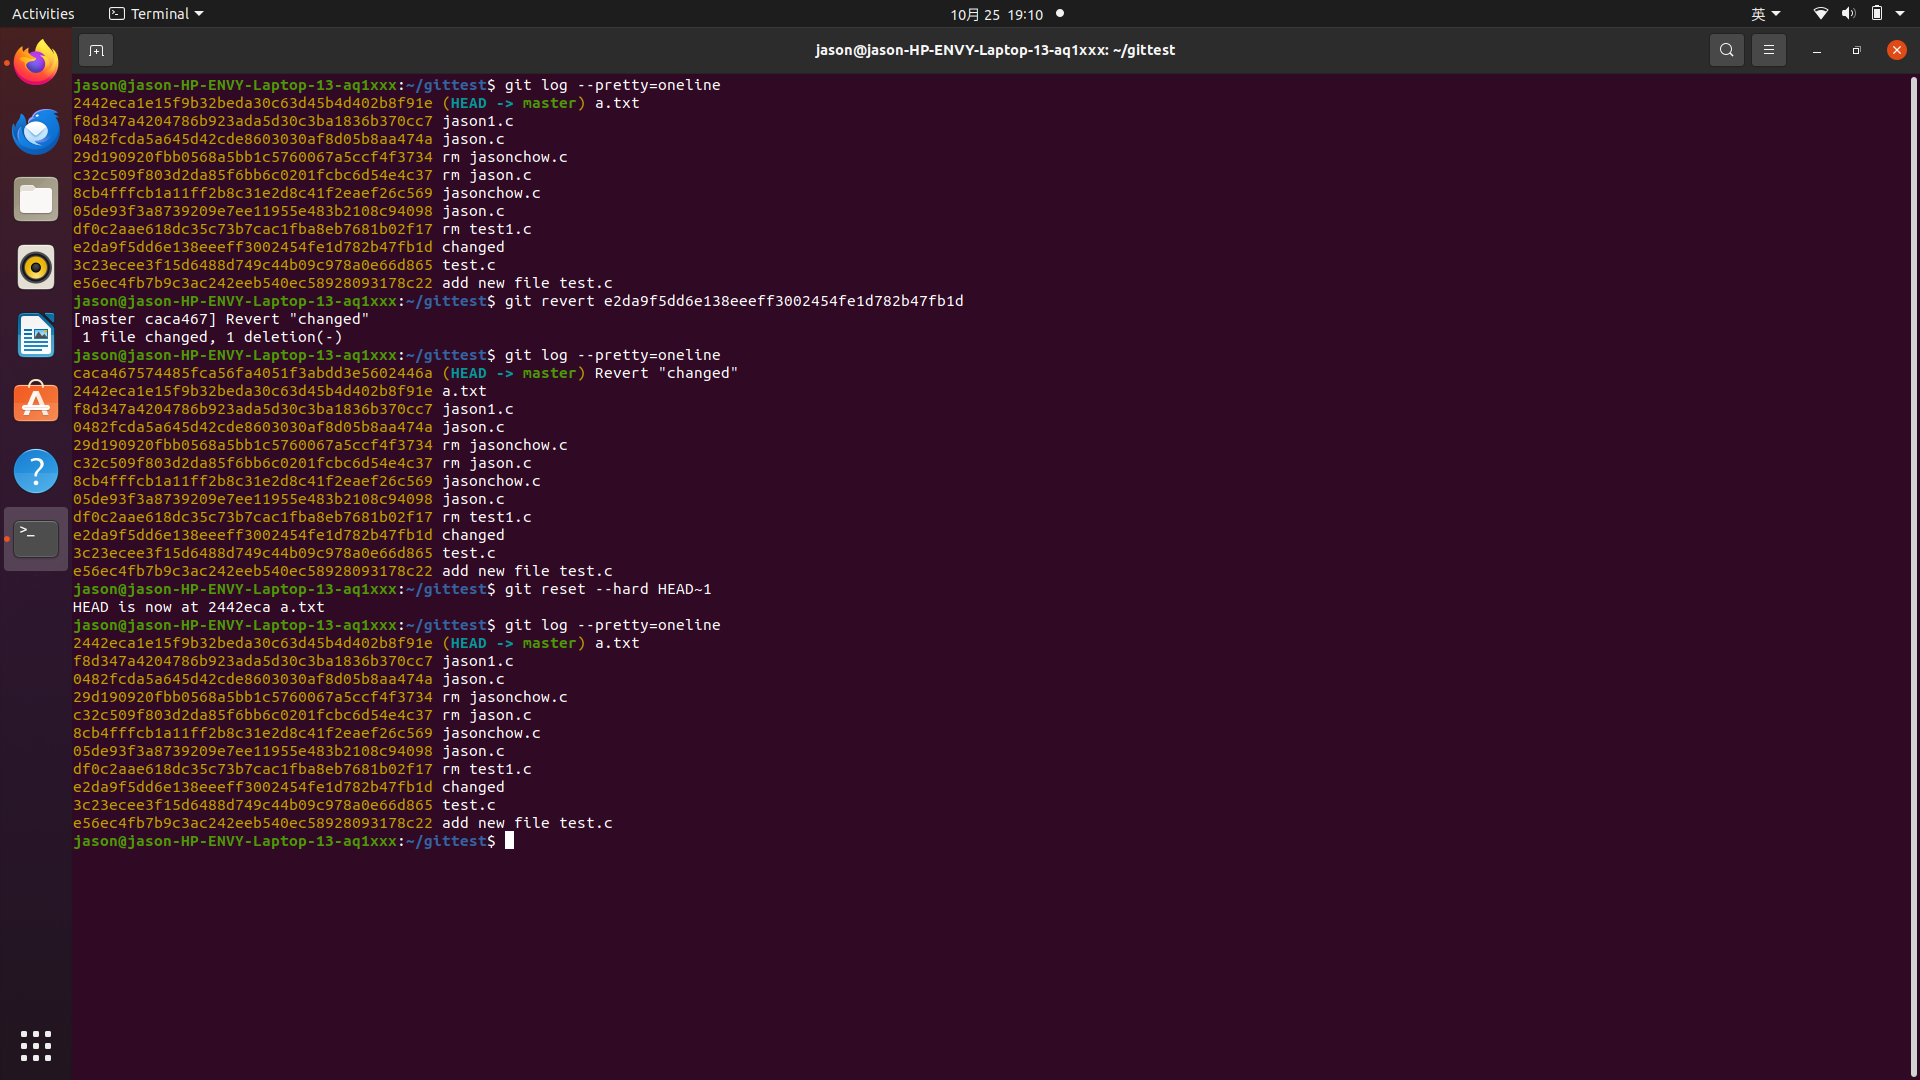 Activities
Terminal
10月 25 19:10
英
jason@jason-HP-ENVY-Laptop-13-aq1xxx: ~/gittest
jason@jason-HP-ENVY-Laptop-13-aq1xxx:~/gittest$ git log --pretty=oneline
2442eca1e15f9b32beda30c63d45b4d402b8f91e (HEAD -> master) a.txt
f8d347a4204786b923ada5d30c3ba1836b370cc7 jason1.c
0482fcda5a645d42cde8603030af8d05b8aa474a jason.c
29d190920fbb0568a5bb1c5760067a5ccf4f3734 rm jasonchow.c
c32c509f803d2da85f6bb6c0201fcbc6d54e4c37 rm jason.c
8cb4fffcb1a11ff2b8c31e2d8c41f2eaef26c569 jasonchow.c
05de93f3a8739209e7ee11955e483b2108c94098 jason.c
df0c2aae618dc35c73b7cac1fba8eb7681b02f17 rm test1.c
e2da9f5dd6e138eeeff3002454fe1d782b47fb1d changed
3c23ecee3f15d6488d749c44b09c978a0e66d865 test.c
e56ec4fb7b9c3ac242eeb540ec58928093178c22 add new file test.c
jason@jason-HP-ENVY-Laptop-13-aq1xxx:~/gittest$ git revert e2da9f5dd6e138eeeff3002454fe1d782b47fb1d
[master caca467] Revert "changed"
 1 file changed, 1 deletion(-)
jason@jason-HP-ENVY-Laptop-13-aq1xxx:~/gittest$ git log --pretty=oneline
caca467574485fca56fa4051f3abdd3e5602446a (HEAD -> master) Revert "changed"
2442eca1e15f9b32beda30c63d45b4d402b8f91e a.txt
f8d347a4204786b923ada5d30c3ba1836b370cc7 jason1.c
0482fcda5a645d42cde8603030af8d05b8aa474a jason.c
29d190920fbb0568a5bb1c5760067a5ccf4f3734 rm jasonchow.c
c32c509f803d2da85f6bb6c0201fcbc6d54e4c37 rm jason.c
8cb4fffcb1a11ff2b8c31e2d8c41f2eaef26c569 jasonchow.c
05de93f3a8739209e7ee11955e483b2108c94098 jason.c
df0c2aae618dc35c73b7cac1fba8eb7681b02f17 rm test1.c
e2da9f5dd6e138eeeff3002454fe1d782b47fb1d changed
3c23ecee3f15d6488d749c44b09c978a0e66d865 test.c
e56ec4fb7b9c3ac242eeb540ec58928093178c22 add new file test.c
jason@jason-HP-ENVY-Laptop-13-aq1xxx:~/gittest$ git reset --hard HEAD~1
HEAD is now at 2442eca a.txt
jason@jason-HP-ENVY-Laptop-13-aq1xxx:~/gittest$ git log --pretty=oneline
2442eca1e15f9b32beda30c63d45b4d402b8f91e (HEAD -> master) a.txt
f8d347a4204786b923ada5d30c3ba1836b370cc7 jason1.c
0482fcda5a645d42cde8603030af8d05b8aa474a jason.c
29d190920fbb0568a5bb1c5760067a5ccf4f3734 rm jasonchow.c
c32c509f803d2da85f6bb6c0201fcbc6d54e4c37 rm jason.c
8cb4fffcb1a11ff2b8c31e2d8c41f2eaef26c569 jasonchow.c
05de93f3a8739209e7ee11955e483b2108c94098 jason.c
df0c2aae618dc35c73b7cac1fba8eb7681b02f17 rm test1.c
e2da9f5dd6e138eeeff3002454fe1d782b47fb1d changed
3c23ecee3f15d6488d749c44b09c978a0e66d865 test.c
e56ec4fb7b9c3ac242eeb540ec58928093178c22 add new file test.c
jason@jason-HP-ENVY-Laptop-13-aq1xxx:~/gittest$